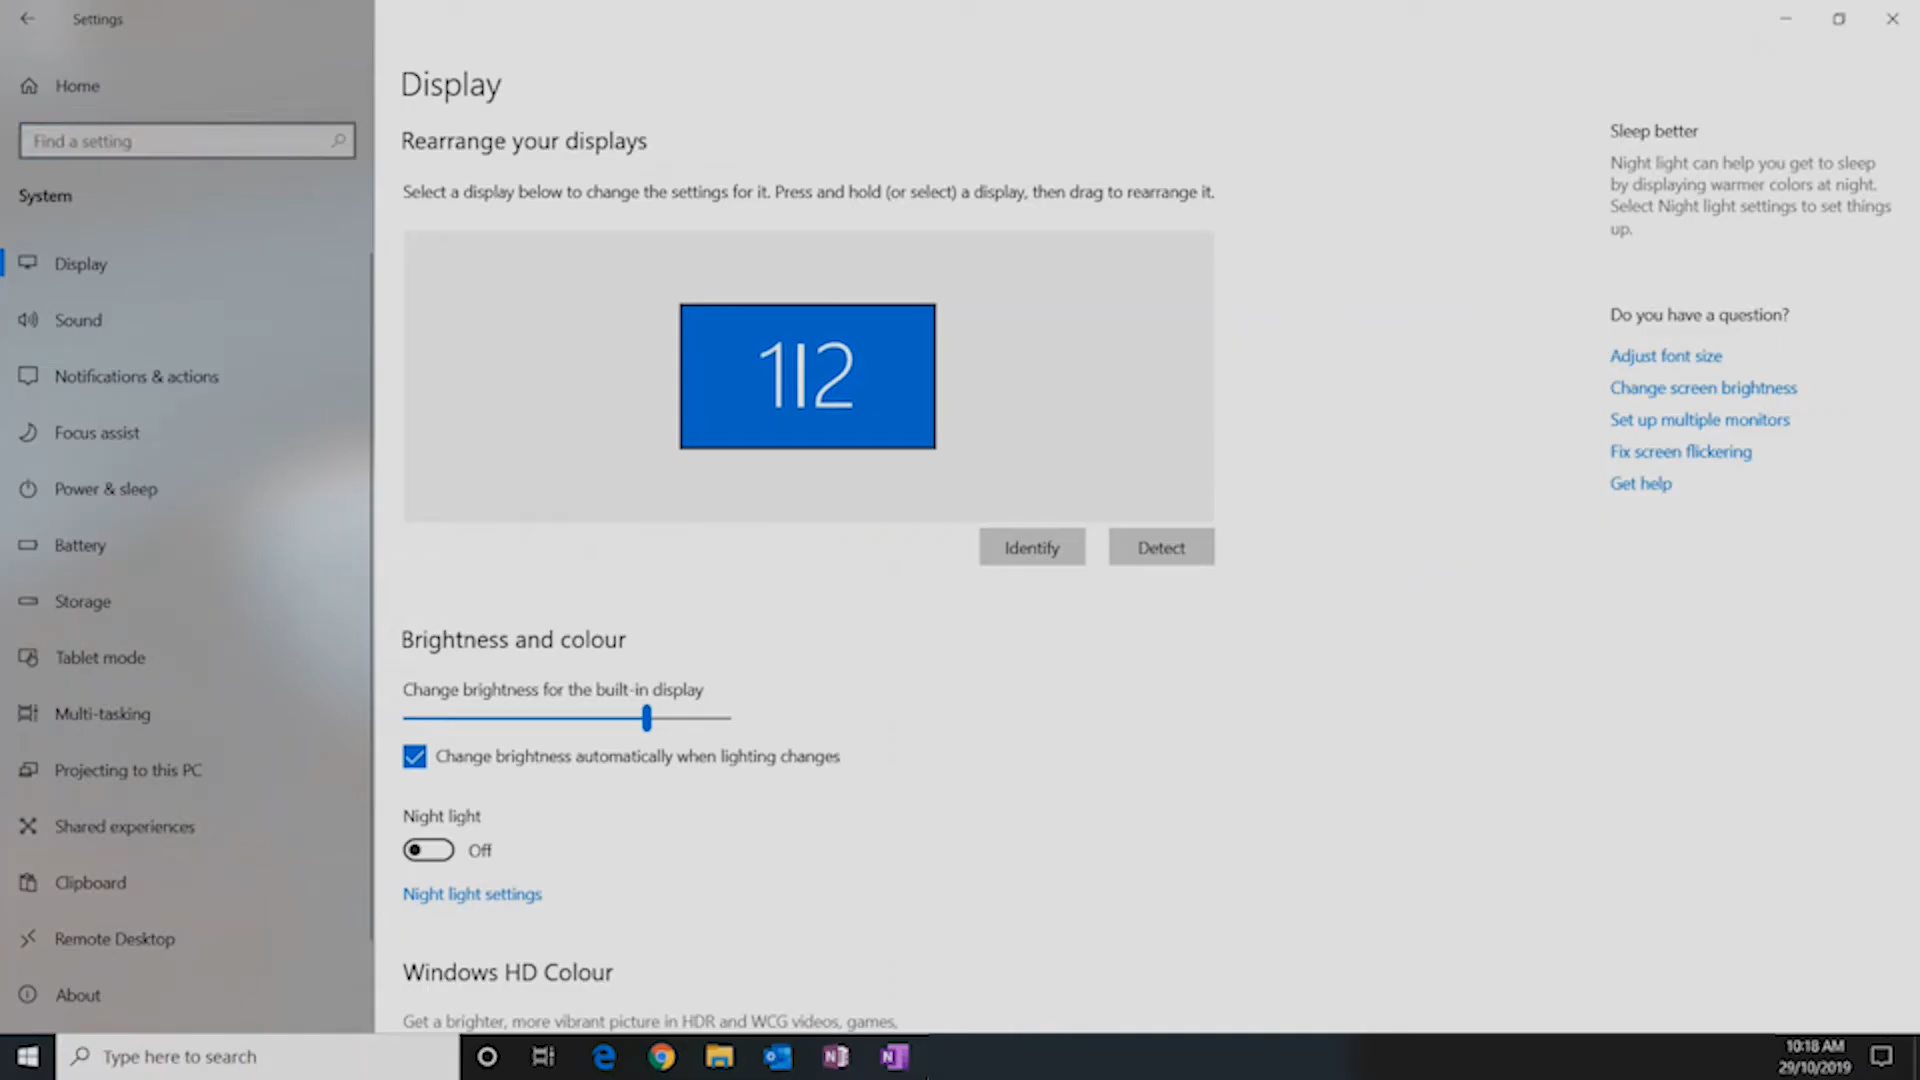 Settings
Home
Find a setting
System
Display
Sound
Notifications & actions
Focus assist
Power & sleep
Battery
Storage
Tablet mode
Multi-tasking
Projecting to this PC
Shared experiences
Clipboard
Remote Desktop
About
Display
Rearrange your displays
Select a display below to change the settings for it. Press and hold (or select) a display, then drag to rearrange it.
1|2
Identify
Detect
Brightness and colour
Change brightness for the built-in display
Change brightness automatically when lighting changes
Night light
Off
Night light settings
Windows HD Colour
Get a brighter, more vibrant picture in HDR and WCG videos, games,
Sleep better
Night light can help you get to sleep
by displaying warmer colors at night.
Select Night light settings to set things
up.
Do you have a question?
Adjust font size
Change screen brightness
Set up multiple monitors
Fix screen flickering
Get help
Type here to search
10:18 AM
29/10/2019